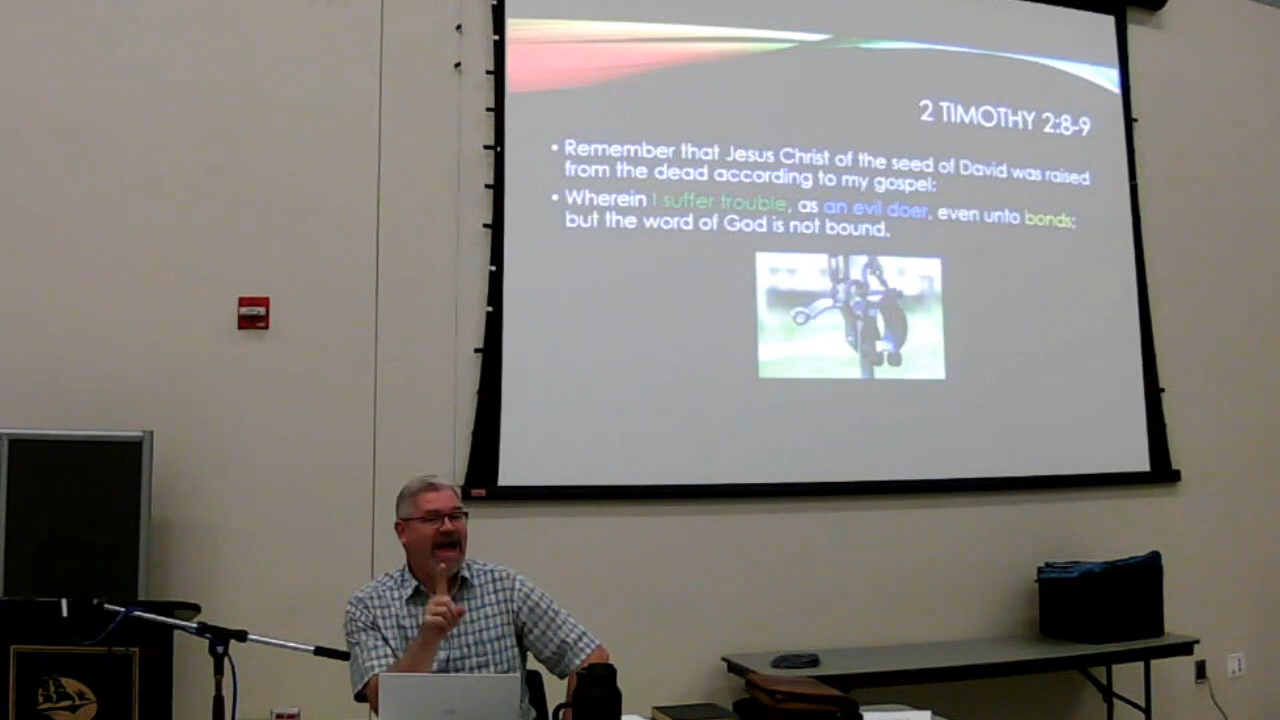 2 TIMOTHY 2:8-9
• Remember that Jesus Christ of the seed of David was raised
from the dead according to my gospel:
• Wherein I suffer trouble, as an evil doer, even unto bonds;
but the word of God is not bound.